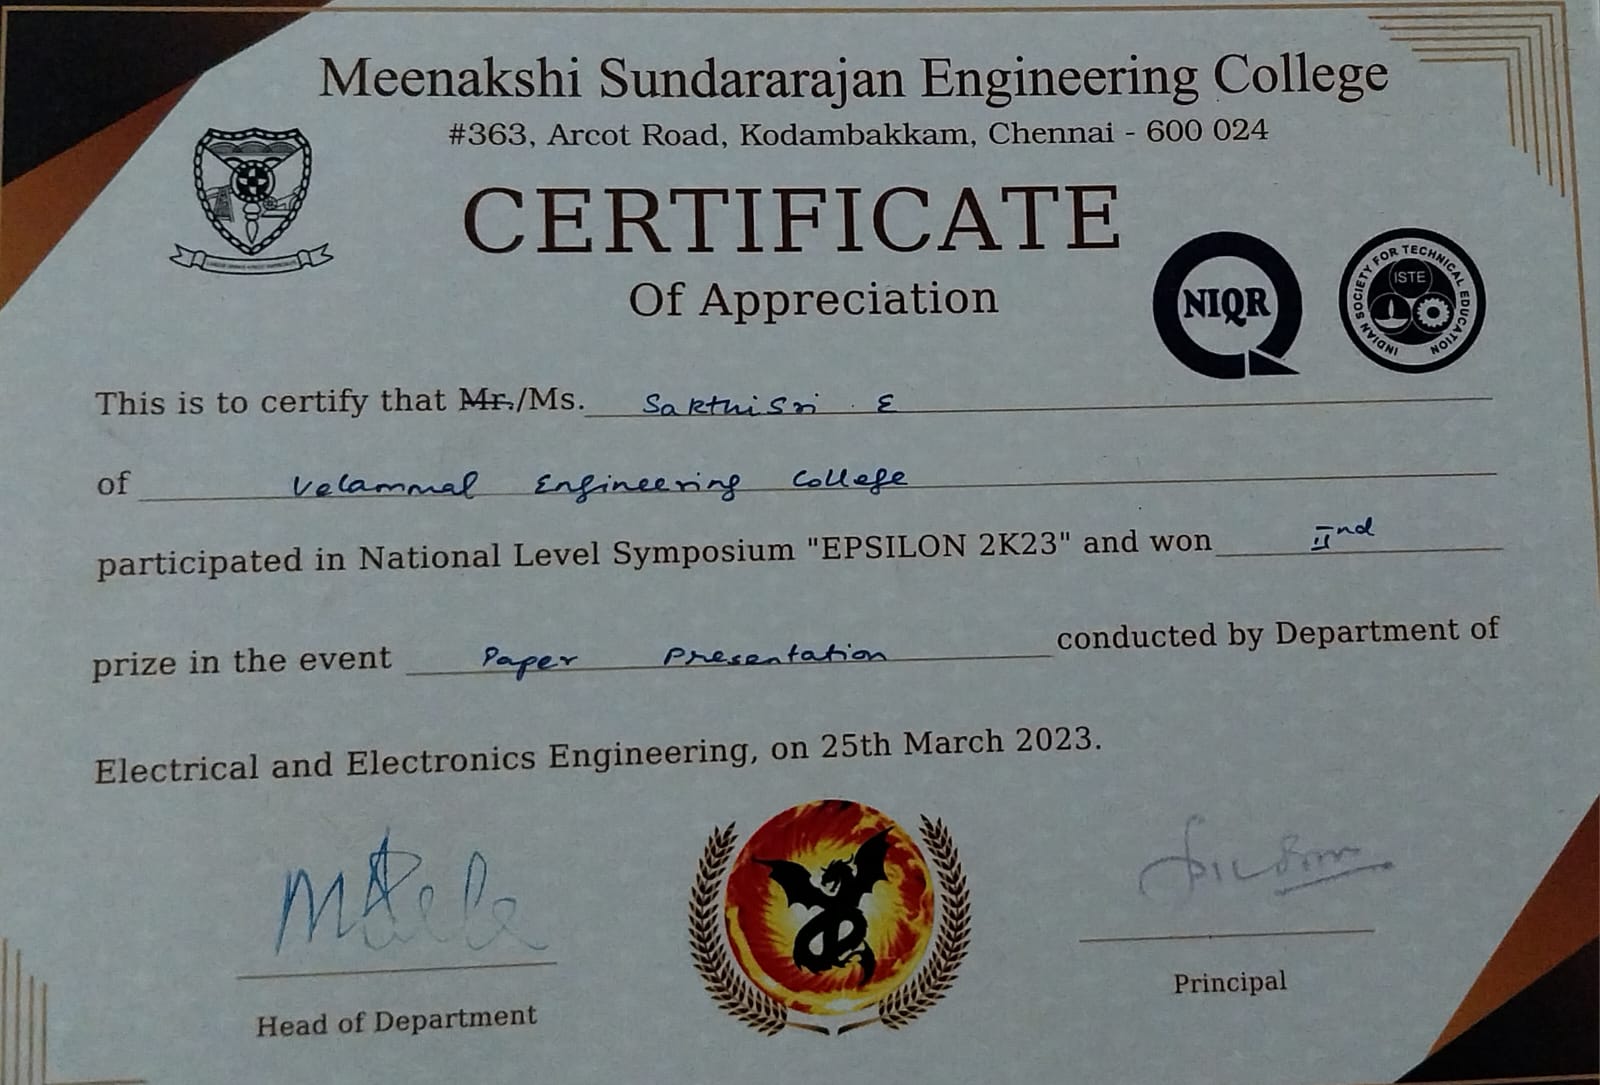 Meenakshi Sundararajan Engineering College
#363, Arcot Road, Kodambakkam, Chennai - 600 024
CERTIFICATE
Of Appreciation
NIQR
INDIAN SOCIETY FOR TECHNICAL EDUCATION
ISTE
This is to certify that Mr./Ms. Sakthi Sri . E
of Velammal Engineering College
participated in National Level Symposium "EPSILON 2K23" and won IInd
prize in the event Paper Presentation conducted by Department of
Electrical and Electronics Engineering, on 25th March 2023.
Head of Department
Principal